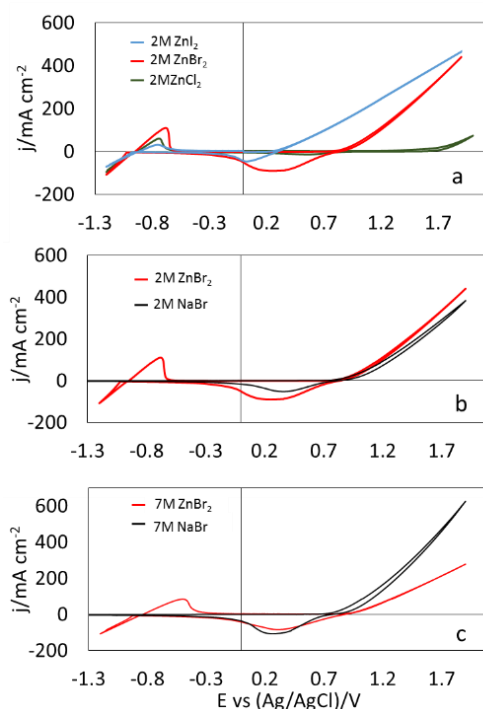 600
400
200
0
-200
j/mA cm-2
2M ZnI2
2M ZnBr2
2MZnCl2
a
-1.3 -0.8 -0.3 0.2 0.7 1.2 1.7
600
400
200
0
-200
j/mA cm-2
2M ZnBr2
2M NaBr
b
-1.3 -0.8 -0.3 0.2 0.7 1.2 1.7
600
400
200
0
-200
j/mA cm-2
7M ZnBr2
7M NaBr
c
-1.3 -0.8 -0.3 0.2 0.7 1.2 1.7
E vs (Ag/AgCl)/V